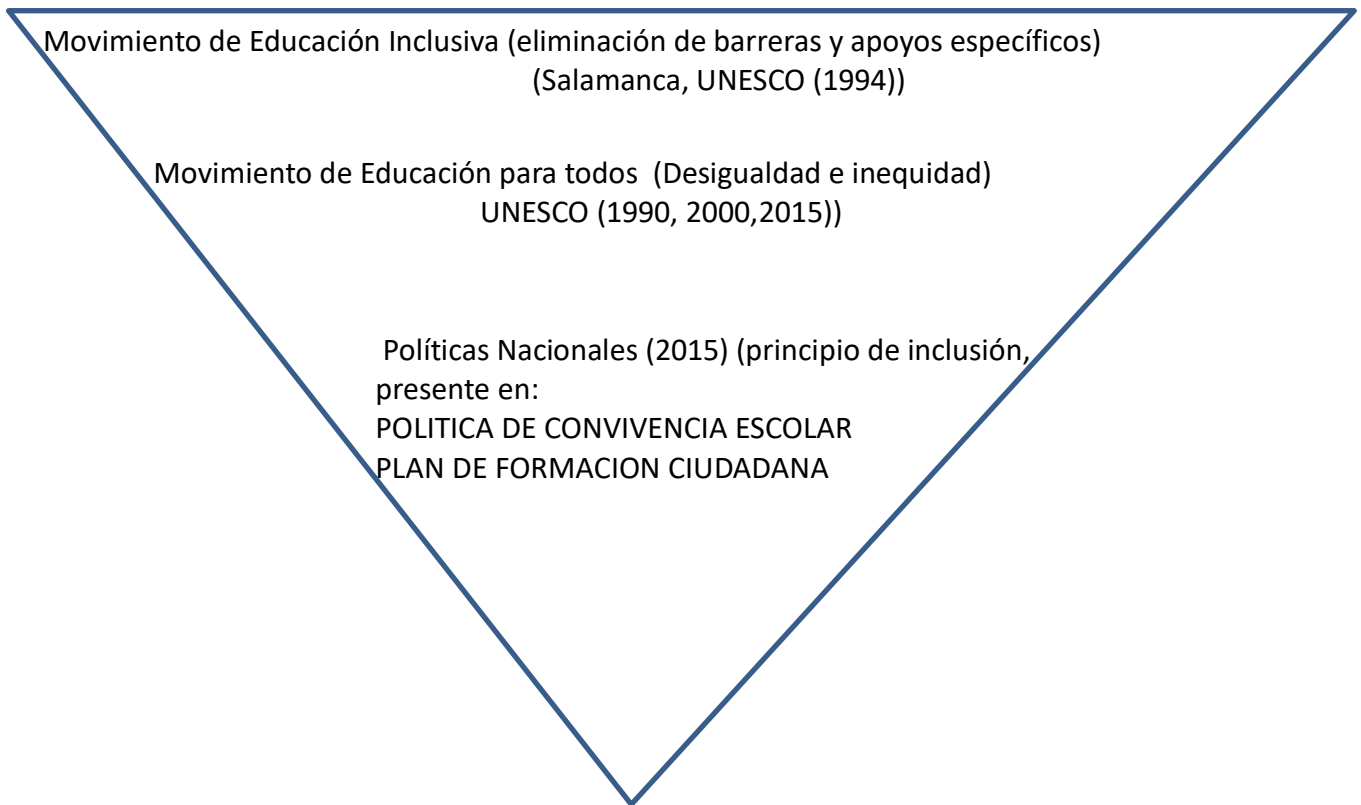 Movimiento de Educación Inclusiva (eliminación de barreras y apoyos específicos)
(Salamanca, UNESCO (1994))
Movimiento de Educación para todos (Desigualdad e inequidad)
UNESCO (1990, 2000,2015))
Políticas Nacionales (2015) (principio de inclusión,
presente en:
POLITICA DE CONVIVENCIA ESCOLAR
PLAN DE FORMACION CIUDADANA